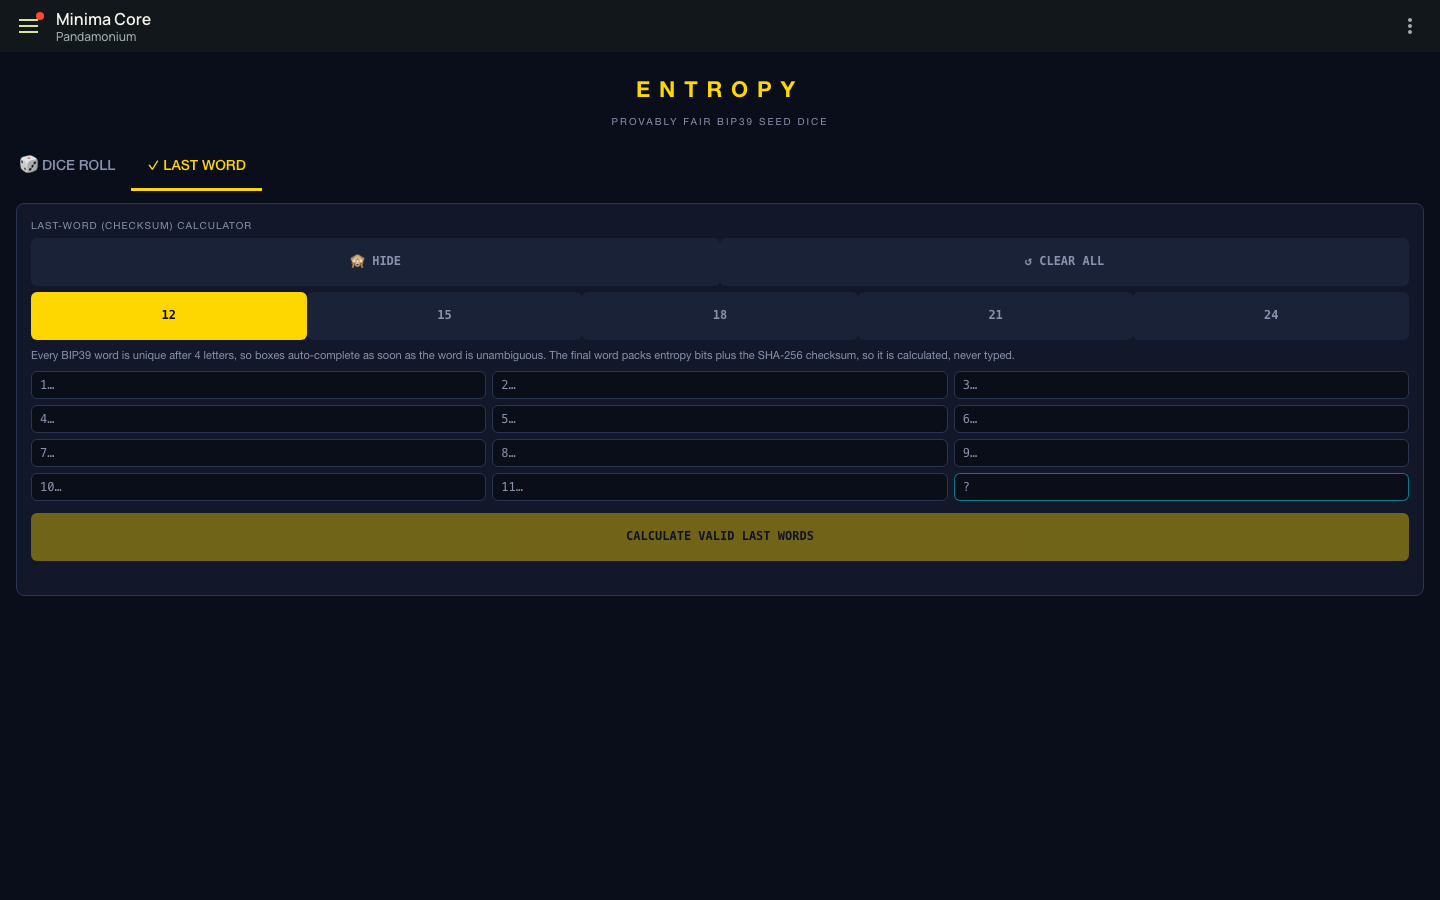 Minima Core
Pandamonium
ENTROPY
PROVABLY FAIR BIP39 SEED DICE
🎲 DICE ROLL
✓ LAST WORD
LAST-WORD (CHECKSUM) CALCULATOR
🙈 HIDE
↺ CLEAR ALL
12
15
18
21
24
Every BIP39 word is unique after 4 letters, so boxes auto-complete as soon as the word is unambiguous. The final word packs entropy bits plus the SHA-256 checksum, so it is calculated, never typed.
1…
2…
3…
4…
5…
6…
7…
8…
9…
10…
11…
?
CALCULATE VALID LAST WORDS